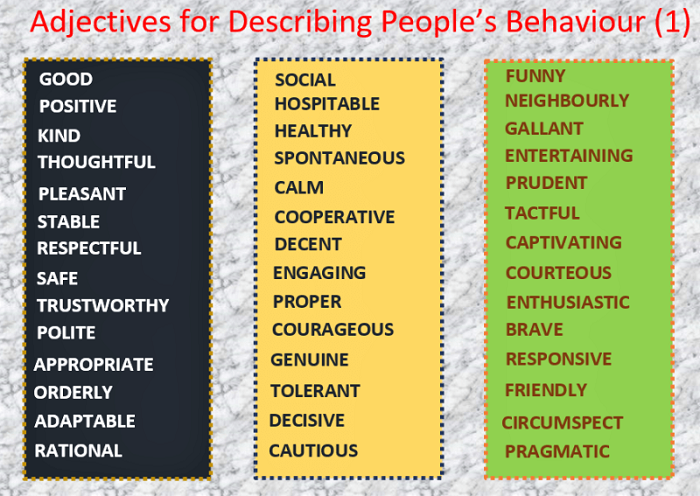 Adjectives for Describing People's Behaviour (1)
GOOD
POSITIVE
KIND
THOUGHTFUL
PLEASANT
STABLE
RESPECTFUL
SAFE
TRUSTWORTHY
POLITE
APPROPRIATE
ORDERLY
ADAPTABLE
RATIONAL
SOCIAL
HOSPITABLE
HEALTHY
SPONTANEOUS
CALM
COOPERATIVE
DECENT
ENGAGING
PROPER
COURAGEOUS
GENUINE
TOLERANT
DECISIVE
CAUTIOUS
FUNNY
NEIGHBOURLY
GALLANT
ENTERTAINING
PRUDENT
TACTFUL
CAPTIVATING
COURTEOUS
ENTHUSIASTIC
BRAVE
RESPONSIVE
FRIENDLY
CIRCUMSPECT
PRAGMATIC